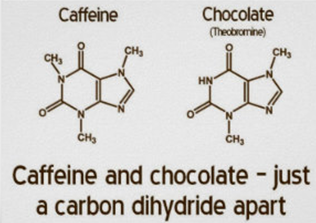 Caffeine
Chocolate
(Theobromine)
O
CH₃
CH₃
N
N
O
N
N
CH₃
O
CH₃
HN
N
O
N
N
CH₃
Caffeine and chocolate - just
a carbon dihydride apart